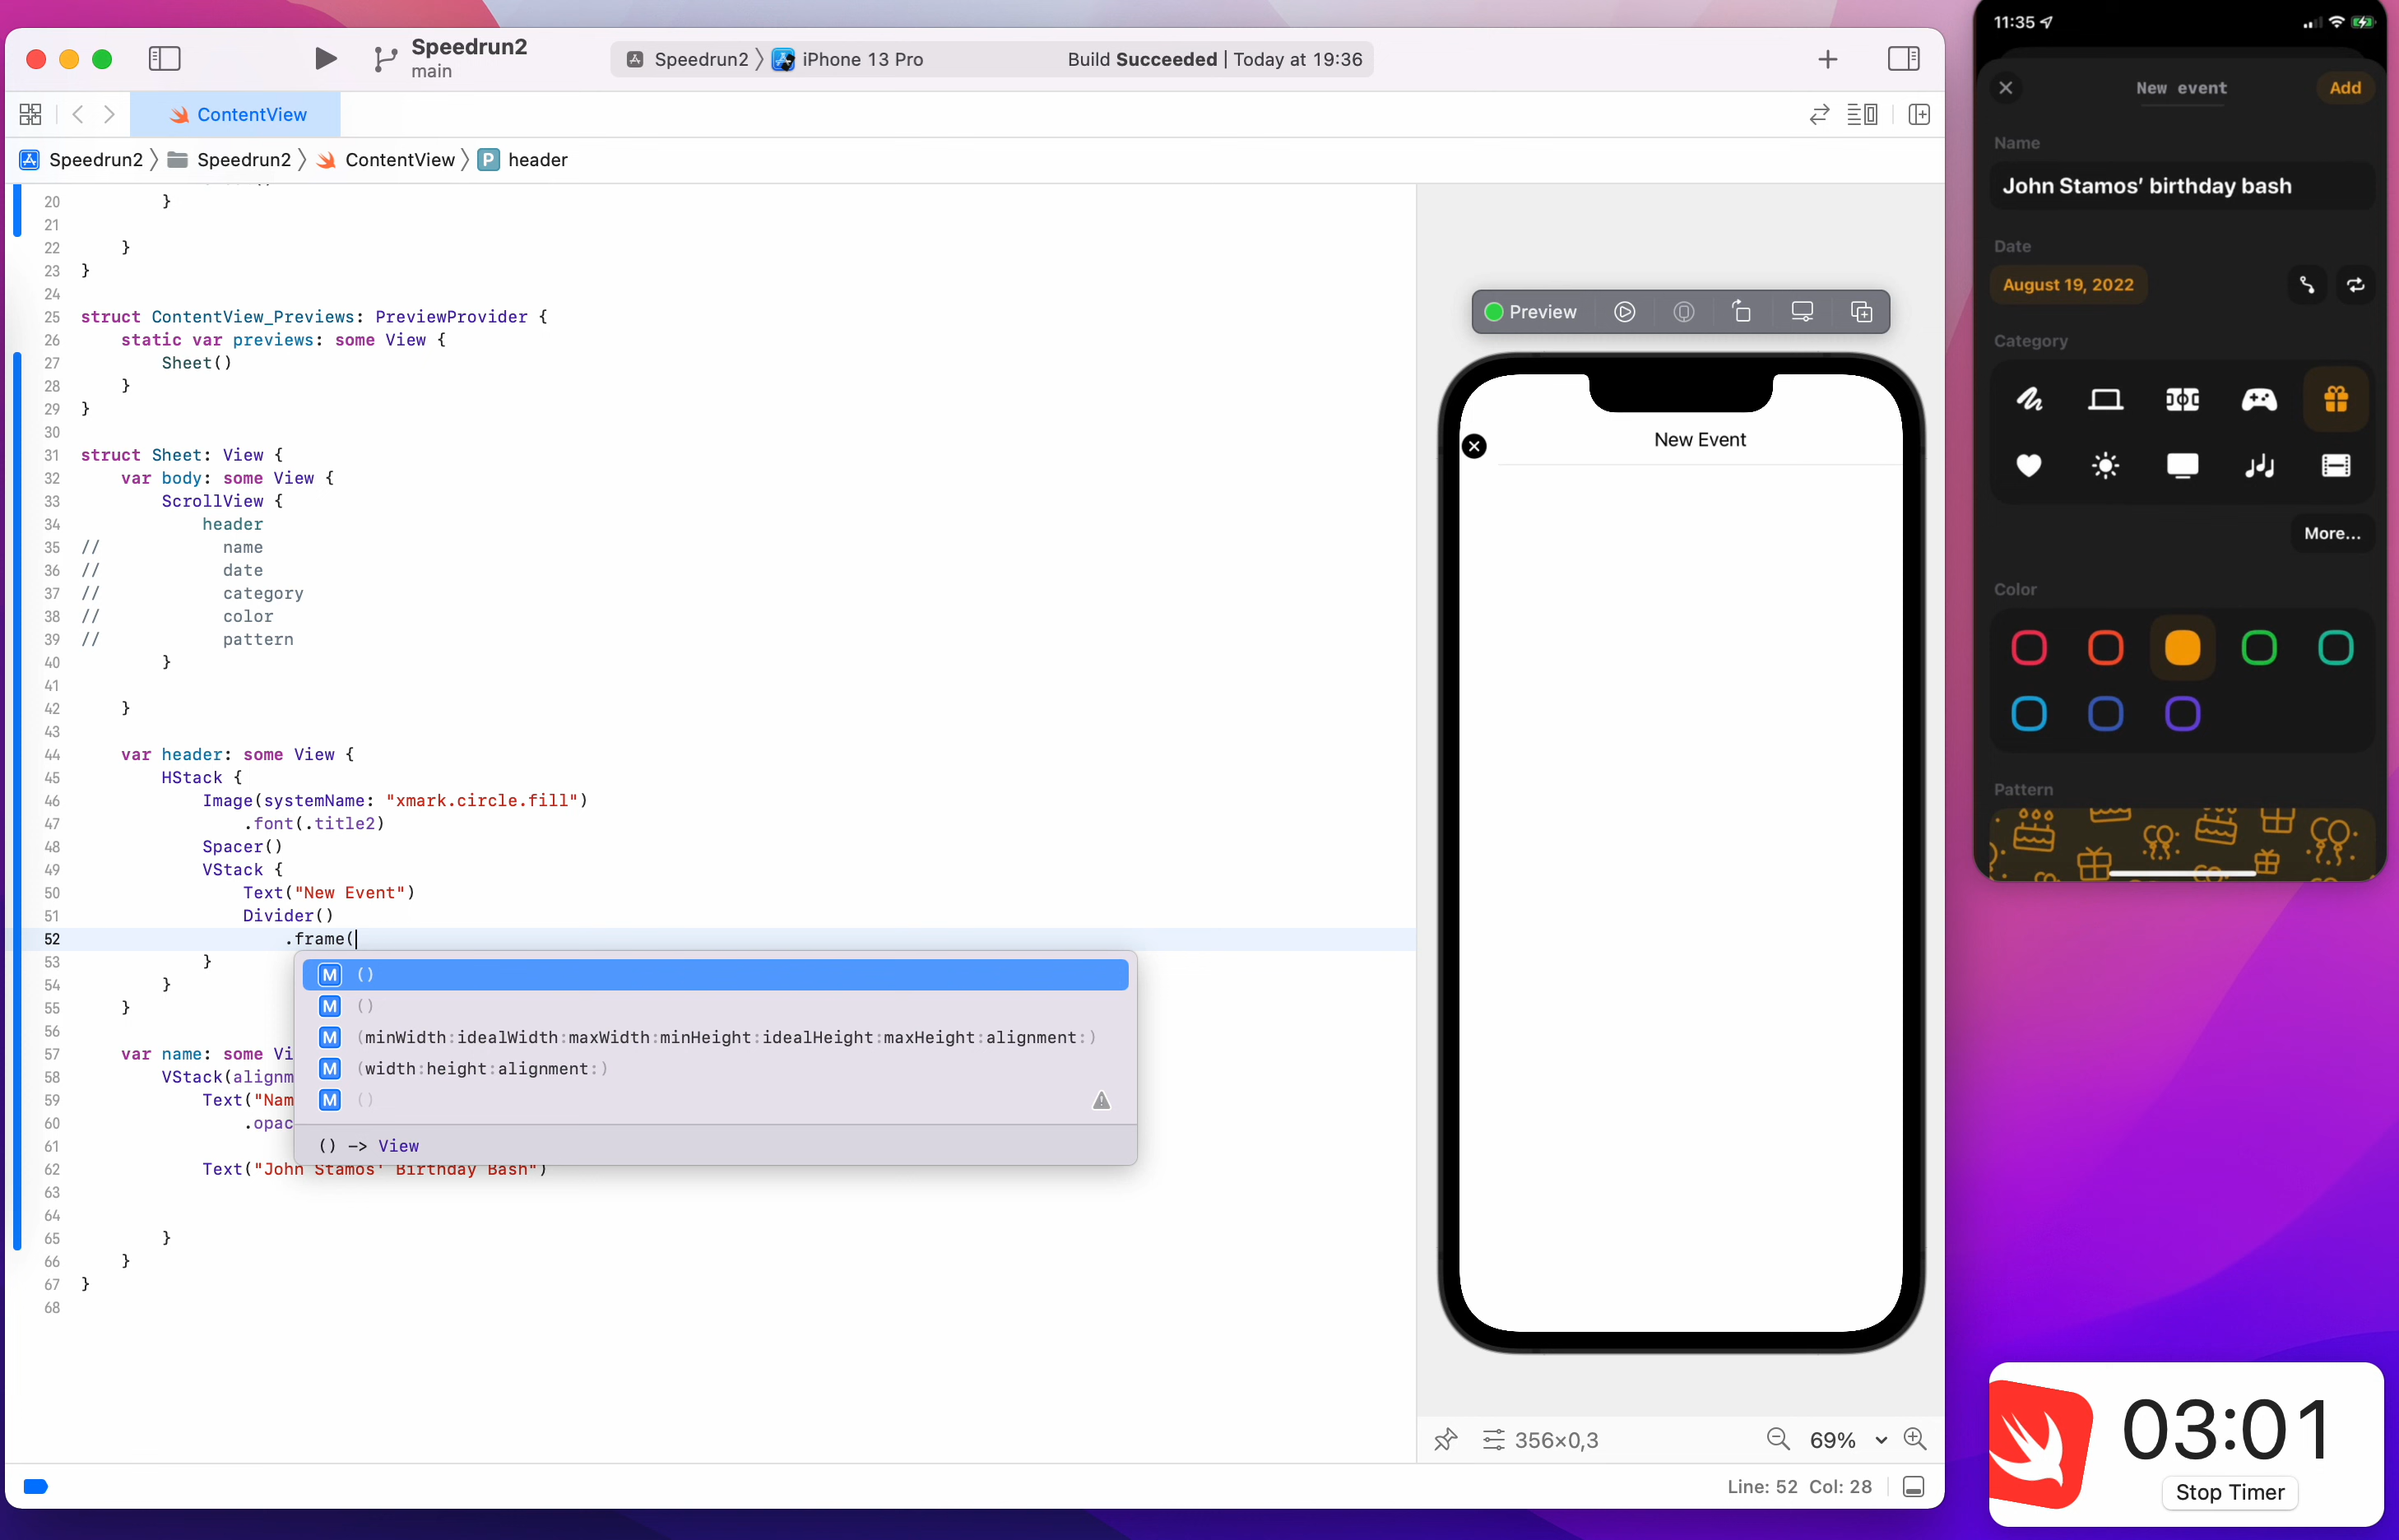 Speedrun2
main
Speedrun2 〉 iPhone 13 Pro
Build Succeeded | Today at 19:36
ContentView
Speedrun2 〉 Speedrun2 〉 ContentView 〉 P header
20 }
21
22 }
23 }
24
25 struct ContentView_Previews: PreviewProvider {
26 static var previews: some View {
27 Sheet()
28 }
29 }
30
31 struct Sheet: View {
32 var body: some View {
33 ScrollView {
34 header
35 // name
36 // date
37 // category
38 // color
39 // pattern
40 }
41
42 }
43
44 var header: some View {
45 HStack {
46 Image(systemName: "xmark.circle.fill")
47 .font(.title2)
48 Spacer()
49 VStack {
50 Text("New Event")
51 Divider()
52 .frame(
53 }
54 }
55 }
56
57 var name: some Vi
58 VStack(alignm
59 Text("Nam
60 .opac
61
62 Text("John Stamos' Birthday Bash")
63
64
65 }
66 }
67 }
68
M ()
M ()
M (minWidth:idealWidth:maxWidth:minHeight:idealHeight:maxHeight:alignment:)
M (width:height:alignment:)
M ()
() -> View
Preview
New Event
356×0,3
69%
Line: 52 Col: 28
11:35
New event
Add
Name
John Stamos’ birthday bash
Date
August 19, 2022
Category
More...
Color
Pattern
03:01
Stop Timer